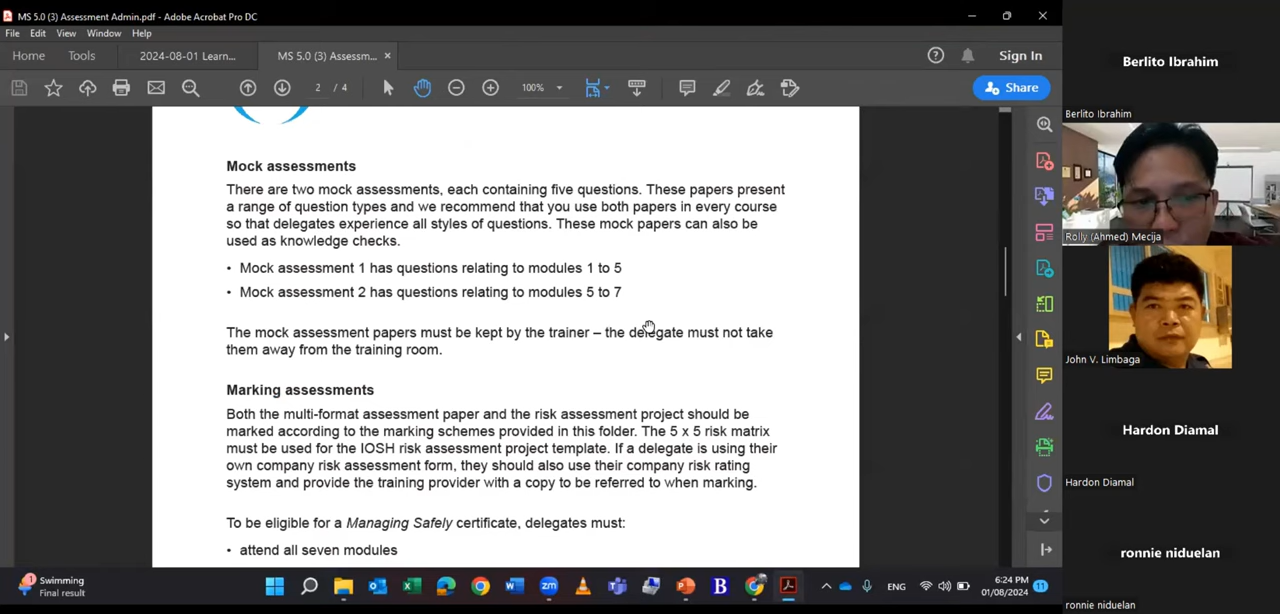 MS 5.0 (3) Assessment Admin.pdf - Adobe Acrobat Pro DC
File Edit View Window Help
Home Tools 2024-08-01 Learn... MS 5.0 (3) Assessm... ×
Sign In
2 / 4 100% Share
Mock assessments
There are two mock assessments, each containing five questions. These papers present
a range of question types and we recommend that you use both papers in every course
so that delegates experience all styles of questions. These mock papers can also be
used as knowledge checks.
• Mock assessment 1 has questions relating to modules 1 to 5
• Mock assessment 2 has questions relating to modules 5 to 7
The mock assessment papers must be kept by the trainer – the delegate must not take
them away from the training room.
Marking assessments
Both the multi-format assessment paper and the risk assessment project should be
marked according to the marking schemes provided in this folder. The 5 x 5 risk matrix
must be used for the IOSH risk assessment project template. If a delegate is using their
own company risk assessment form, they should also use their company risk rating
system and provide the training provider with a copy to be referred to when marking.
To be eligible for a Managing Safely certificate, delegates must:
• attend all seven modules
Berlito Ibrahim
Berlito Ibrahim
Rolly (Ahmed) Mecija
John V. Limbaga
Hardon Diamal
Hardon Diamal
ronnie niduelan
ronnie niduelan
1
Swimming
Final result
B
ENG
6:24 PM
01/08/2024
11